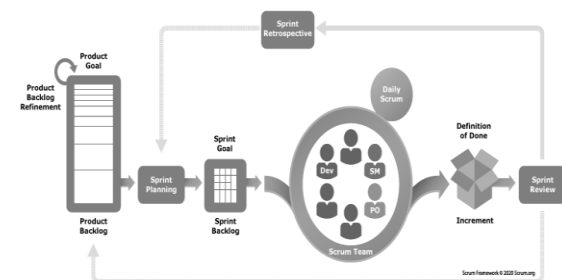 Sprint
Retrospective
Product
Goal
Product
Backlog
Refinement
Daily
Scrum
Sprint
Goal
Definition
of Done
Dev
SM
Sprint
Planning
PO
Sprint
Review
Product
Backlog
Sprint
Backlog
Scrum Team
Increment
Scrum Framework © 2020 Scrum.org